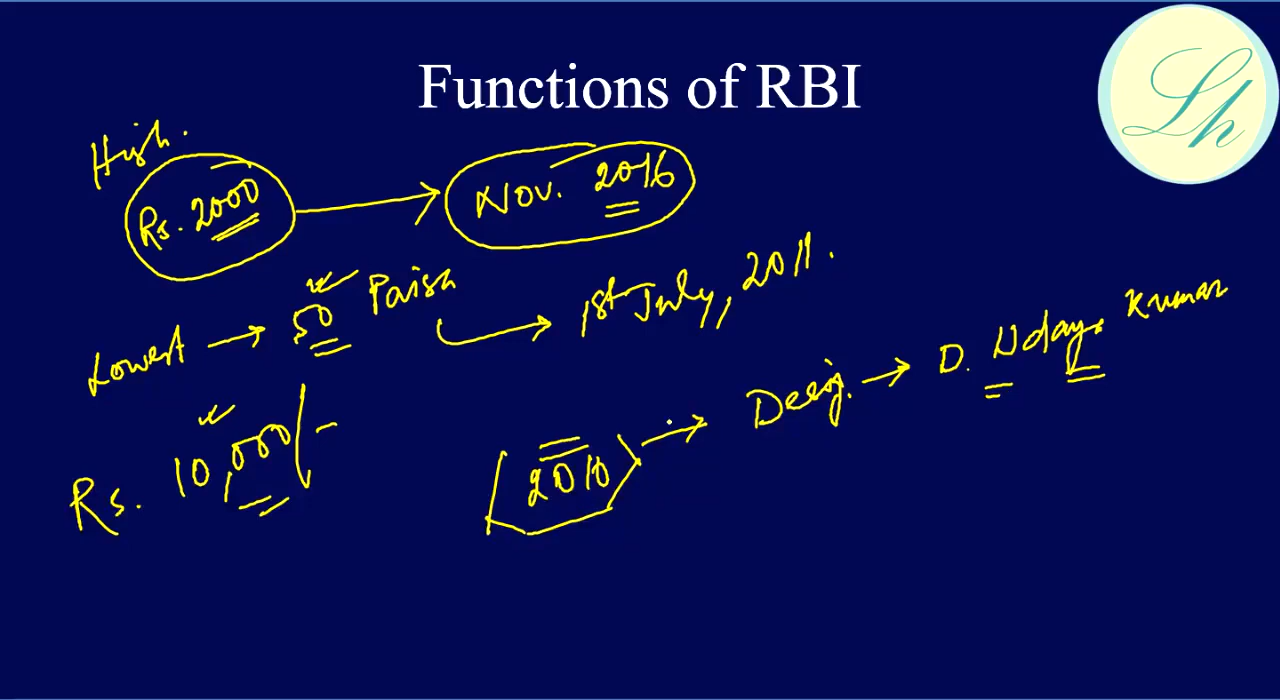 Functions of RBI
Lh
High.
Rs. 2000 → Nov. 2016
Lowest → 50 Paisa → 1st July, 2011.
Rs. 10,000/-
2010 → Desig. → D. Uday Kumar